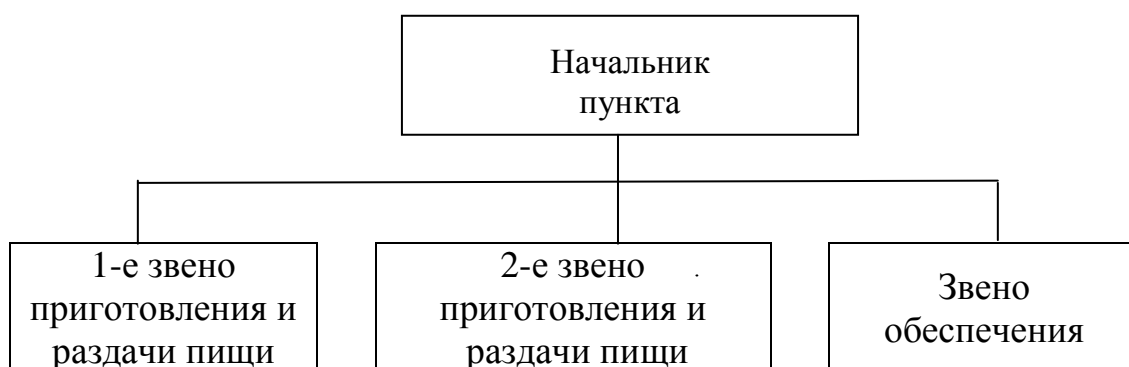 Начальник
пункта
1-е звено
приготовления и
раздачи пищи
2-е звено
приготовления и
раздачи пищи
Звено
обеспечения